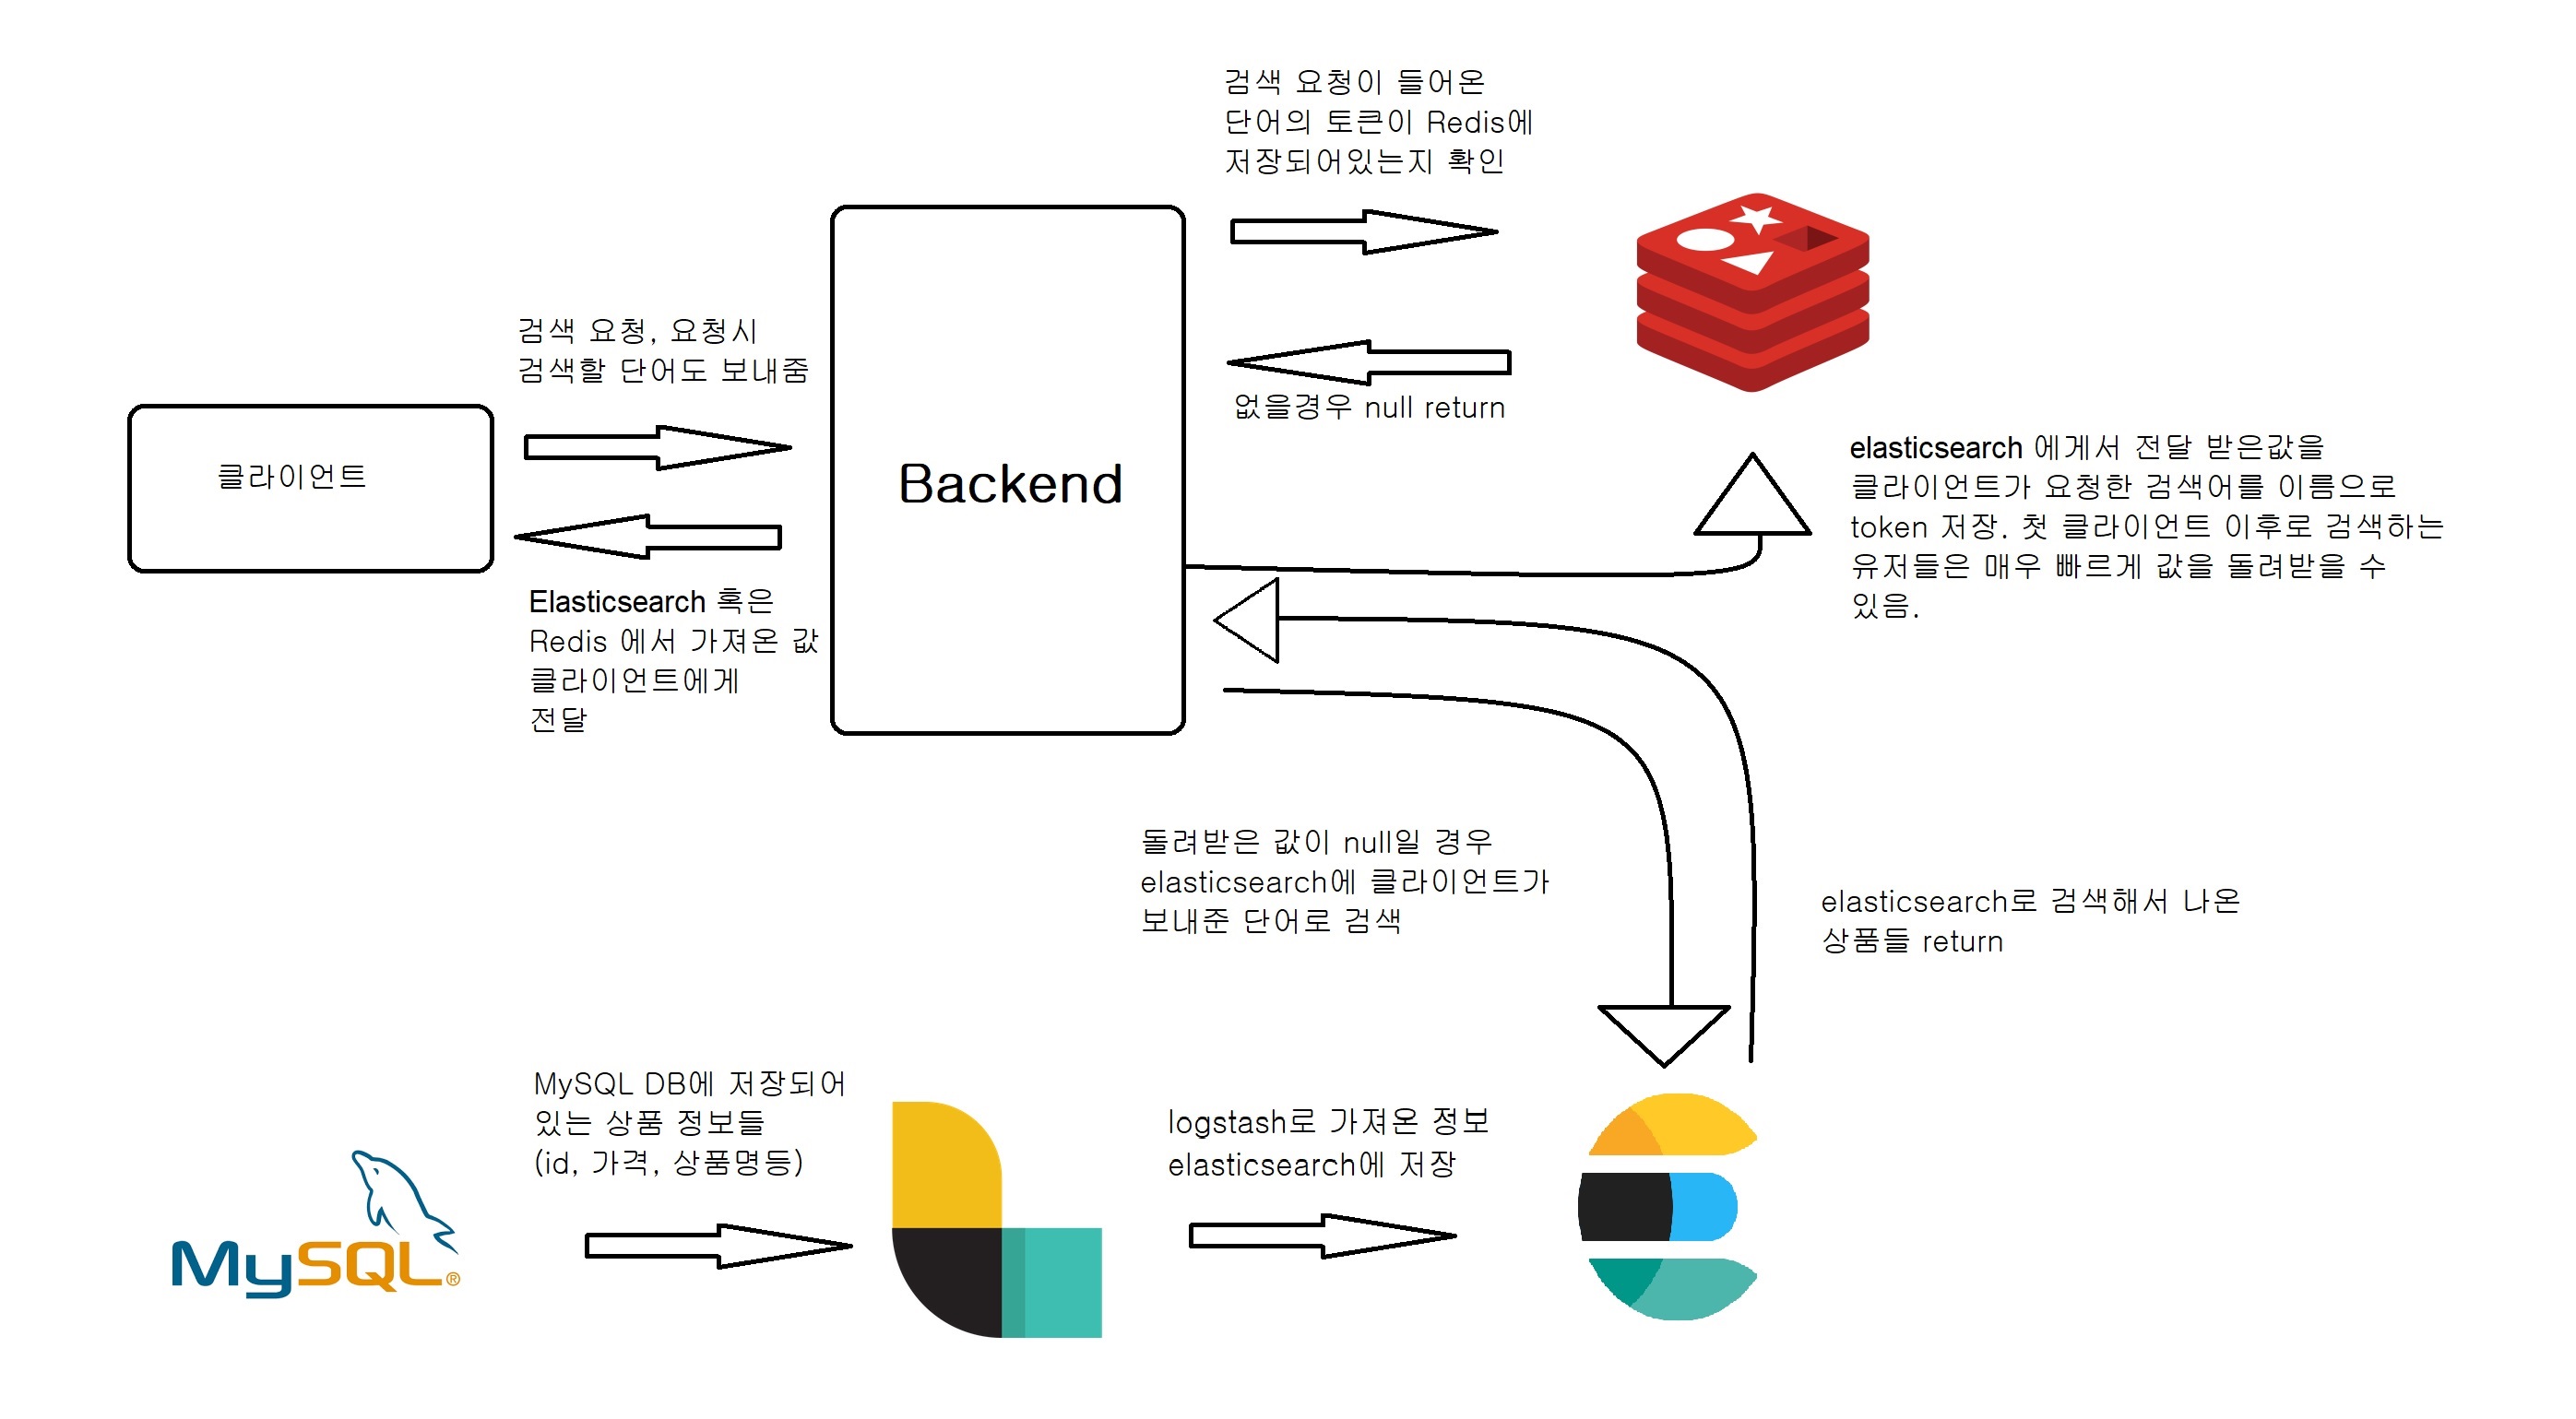 검색 요청이 들어온
단어의 토큰이 Redis에
저장되어있는지 확인
없을경우 null return
검색 요청, 요청시
검색할 단어도 보내줌
클라이언트
Backend
Elasticsearch 혹은
Redis 에서 가져온 값
클라이언트에게
전달
elasticsearch 에게서 전달 받은값을
클라이언트가 요청한 검색어를 이름으로
token 저장. 첫 클라이언트 이후로 검색하는
유저들은 매우 빠르게 값을 돌려받을 수
있음.
돌려받은 값이 null일 경우
elasticsearch에 클라이언트가
보내준 단어로 검색
elasticsearch로 검색해서 나온
상품들 return
MySQL DB에 저장되어
있는 상품 정보들
(id, 가격, 상품명등)
logstash로 가져온 정보
elasticsearch에 저장
MySQL®